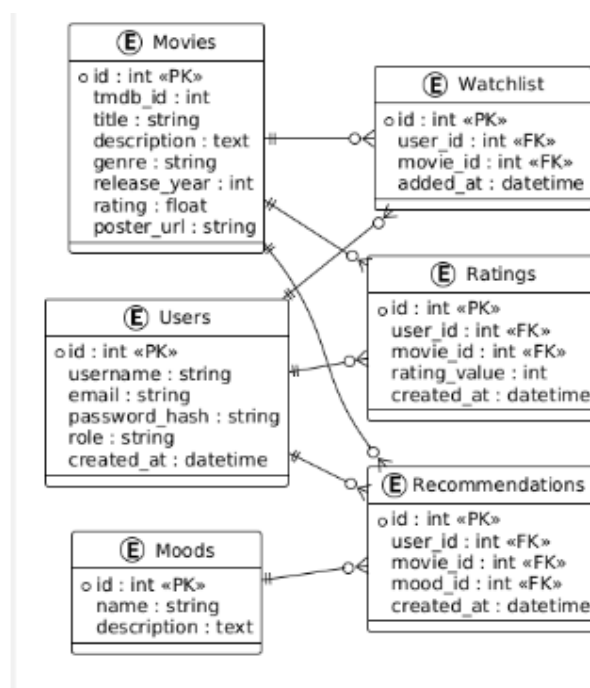 E Movies
id : int «PK»
tmdb_id : int
title : string
description : text
genre : string
release_year : int
rating : float
poster_url : string
E Watchlist
id : int «PK»
user_id : int «FK»
movie_id : int «FK»
added_at : datetime
E Ratings
id : int «PK»
user_id : int «FK»
movie_id : int «FK»
rating_value : int
created_at : datetime
E Users
id : int «PK»
username : string
email : string
password_hash : string
role : string
created_at : datetime
E Recommendations
id : int «PK»
user_id : int «FK»
movie_id : int «FK»
mood_id : int «FK»
created_at : datetime
E Moods
id : int «PK»
name : string
description : text